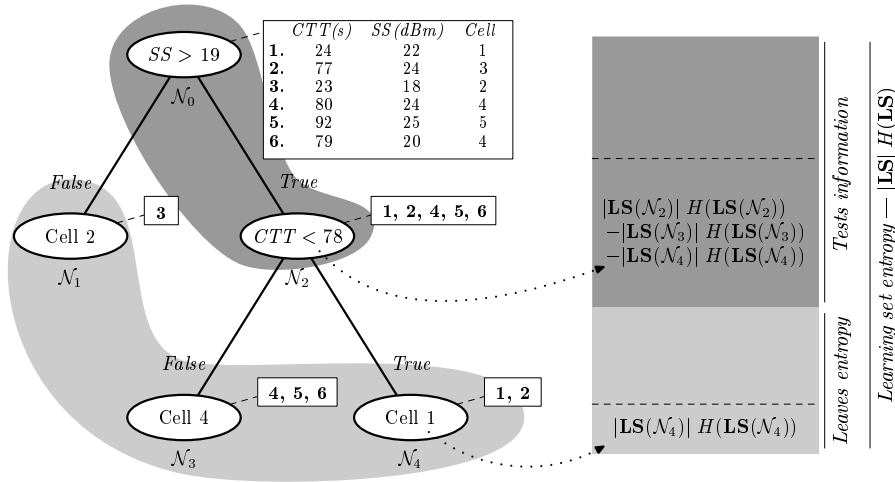 SS > 19
𝒩0
CTT(s) SS(dBm) Cell
1. 24 22 1
2. 77 24 3
3. 23 18 2
4. 80 24 4
5. 92 25 5
6. 79 20 4
False
True
3
1, 2, 4, 5, 6
Cell 2
𝒩1
CTT < 78
𝒩2
False
True
4, 5, 6
1, 2
Cell 4
𝒩3
Cell 1
𝒩4
|LS(𝒩2)| H(LS(𝒩2))
−|LS(𝒩3)| H(LS(𝒩3))
−|LS(𝒩4)| H(LS(𝒩4))
|LS(𝒩4)| H(LS(𝒩4))
Tests information
Leaves entropy
Learning set entropy — |LS| H(LS)